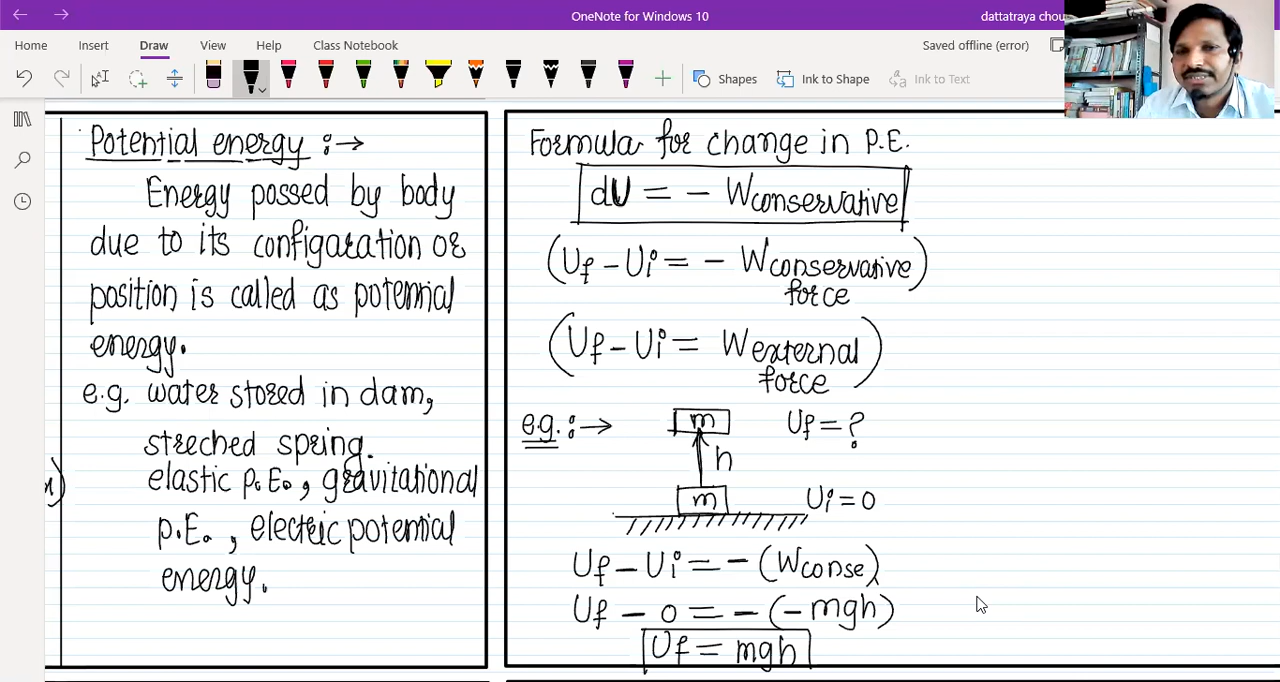 OneNote for Windows 10
dattatraya chou
Home Insert Draw View Help Class Notebook
Saved offline (error)
Shapes Ink to Shape Ink to Text
Potential energy :→
Energy possed by body
due to its configaration or
position is called as potential
energy.
e.g. water stored in dam,
streched spring.
elastic P.E., gravitational
P.E., electric potential
energy.
Formula for change in P.E.
dU = - Wconservative
(Uf - Ui = - Wconservative
force)
(Uf - Ui = Wexternal
force)
e.g. :→
m Uf = ?
h
m Ui = 0
Uf - Ui = - (Wconse)
Uf - 0 = - (-mgh)
Uf = mgh